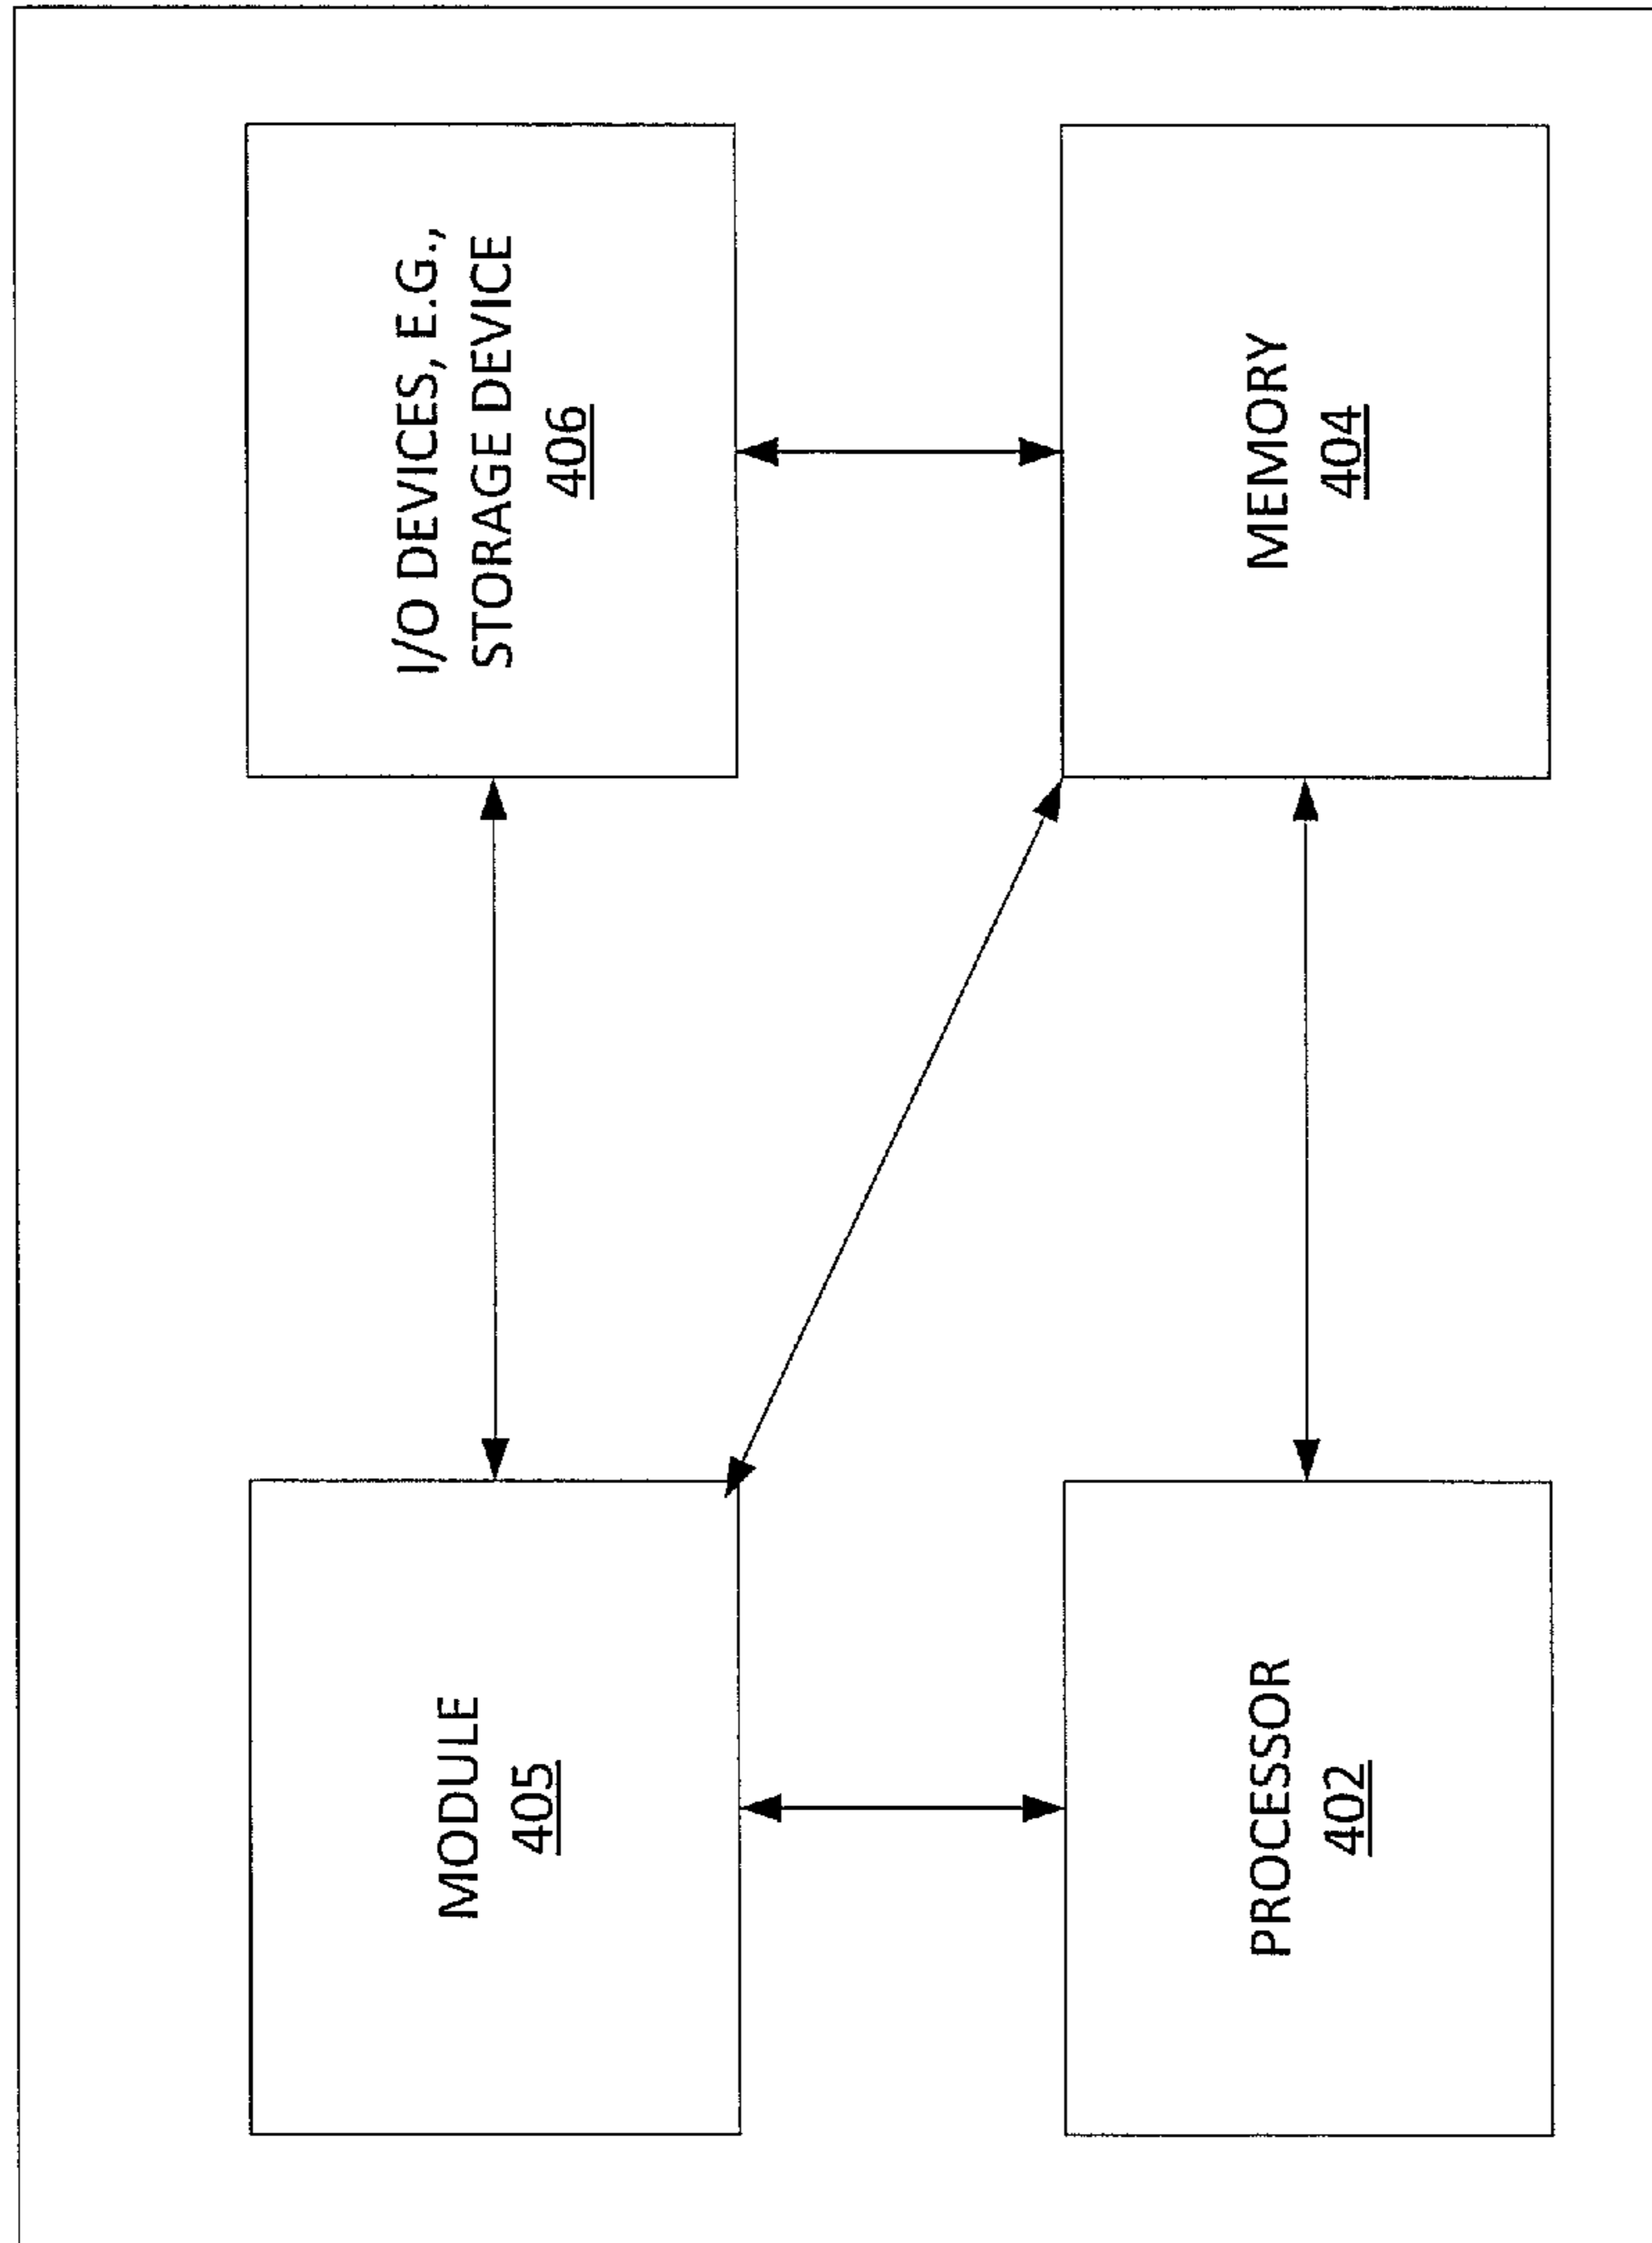 MODULE
405
I/O DEVICES, E.G.,
STORAGE DEVICE
406
PROCESSOR
402
MEMORY
404